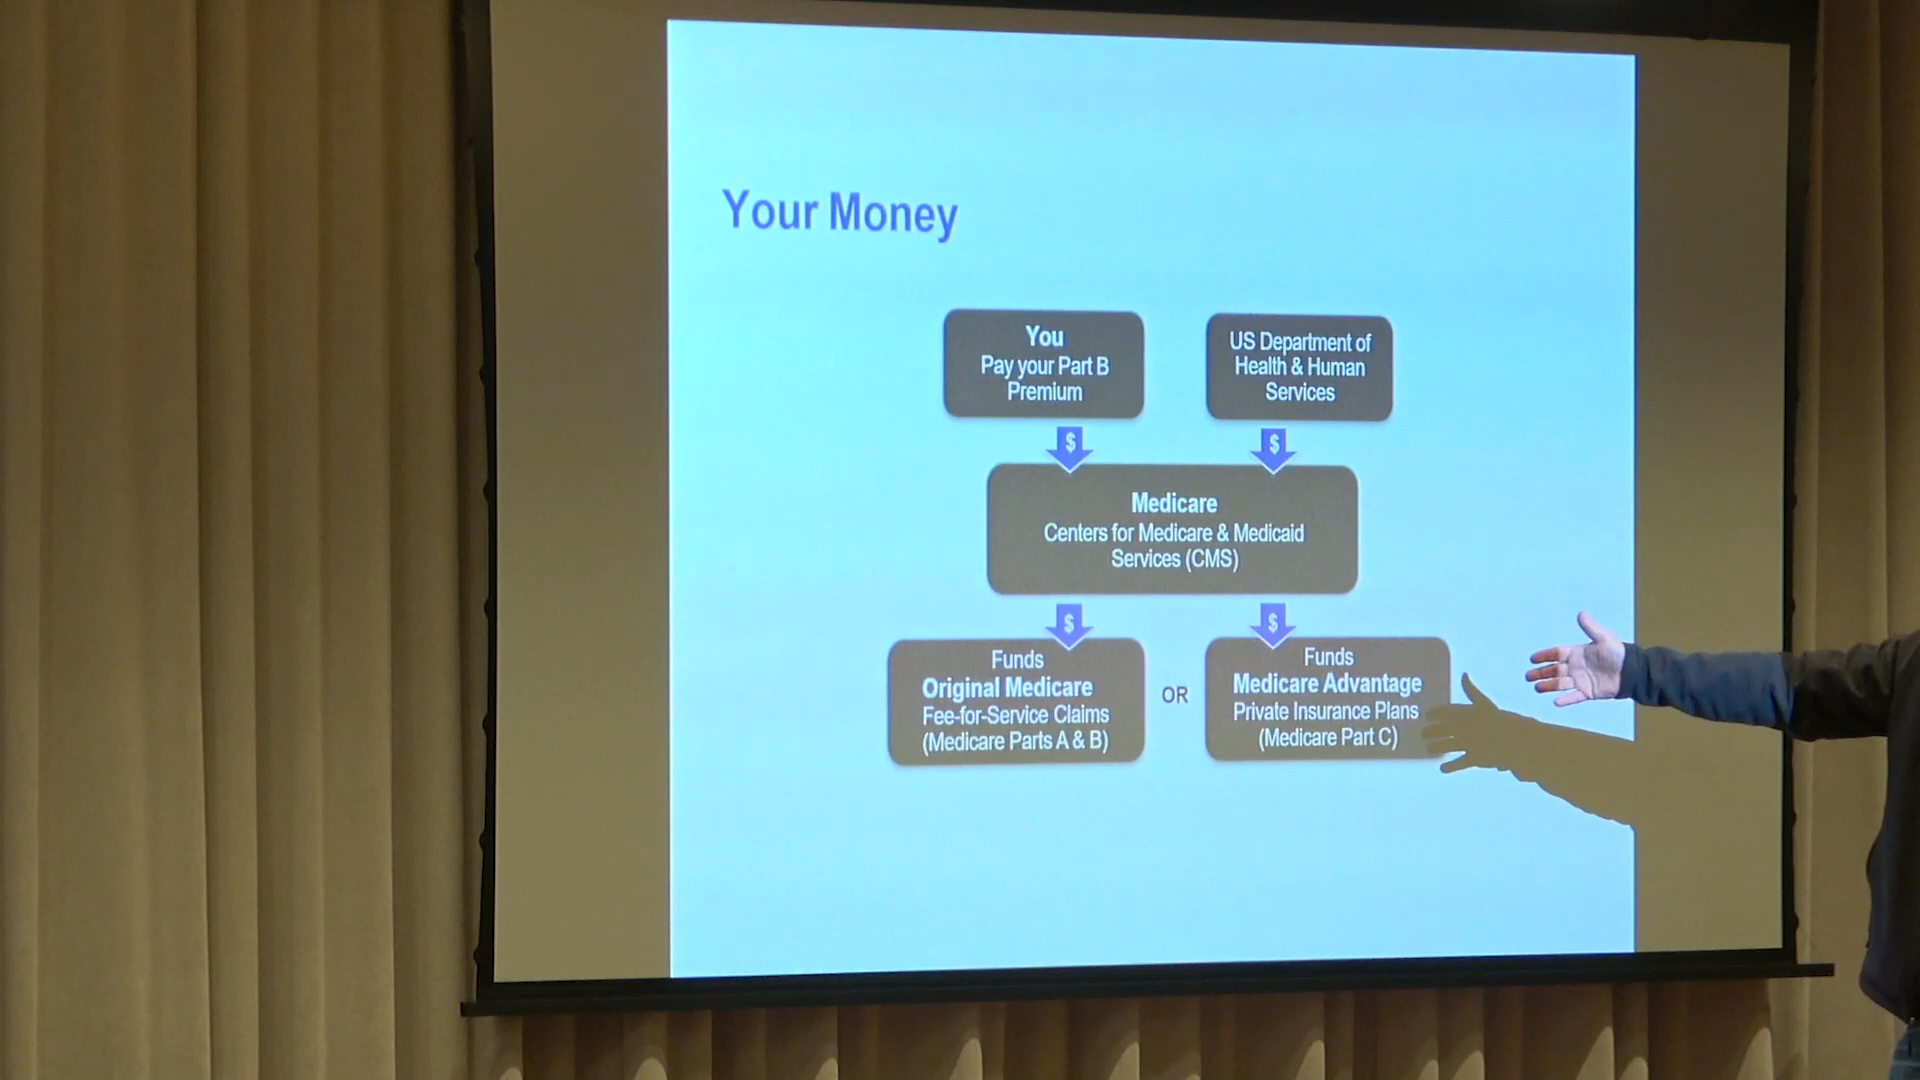 Your Money
You
Pay your Part B
Premium
US Department of
Health & Human
Services
$
$
Medicare
Centers for Medicare & Medicaid
Services (CMS)
$
$
Funds
Original Medicare
Fee-for-Service Claims
(Medicare Parts A & B)
OR
Funds
Medicare Advantage
Private Insurance Plans
(Medicare Part C)